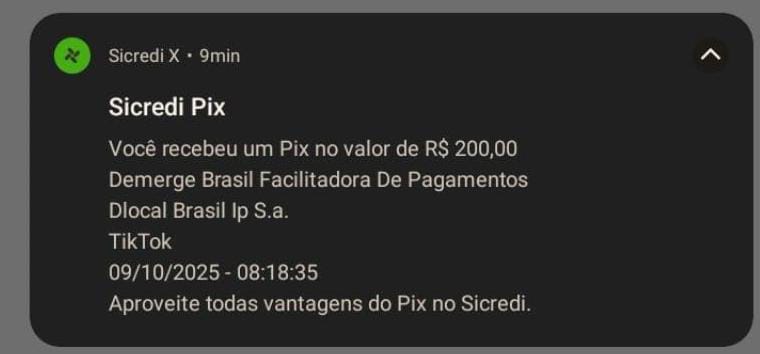 Sicredi X • 9min
Sicredi Pix
Você recebeu um Pix no valor de R$ 200,00
Demerge Brasil Facilitadora De Pagamentos
Dlocal Brasil Ip S.a.
TikTok
09/10/2025 - 08:18:35
Aproveite todas vantagens do Pix no Sicredi.